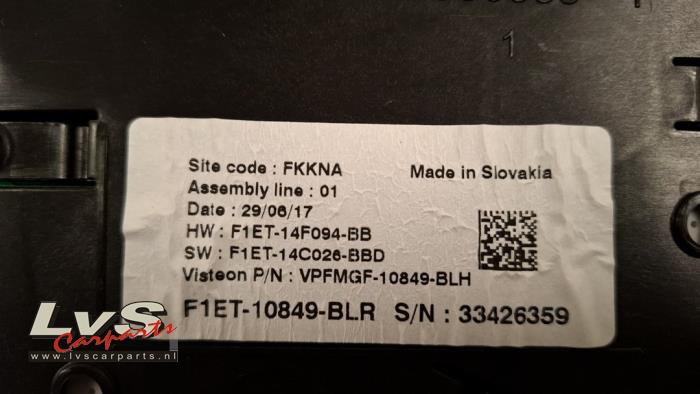 1
Site code : FKKNA
Made in Slovakia
Assembly line : 01
Date : 29/06/17
HW : F1ET-14F094-BB
SW : F1ET-14C026-BBD
Visteon P/N : VPFMGF-10849-BLH
F1ET-10849-BLR S/N : 33426359
LvS
Carparts
www.lvscarparts.nl